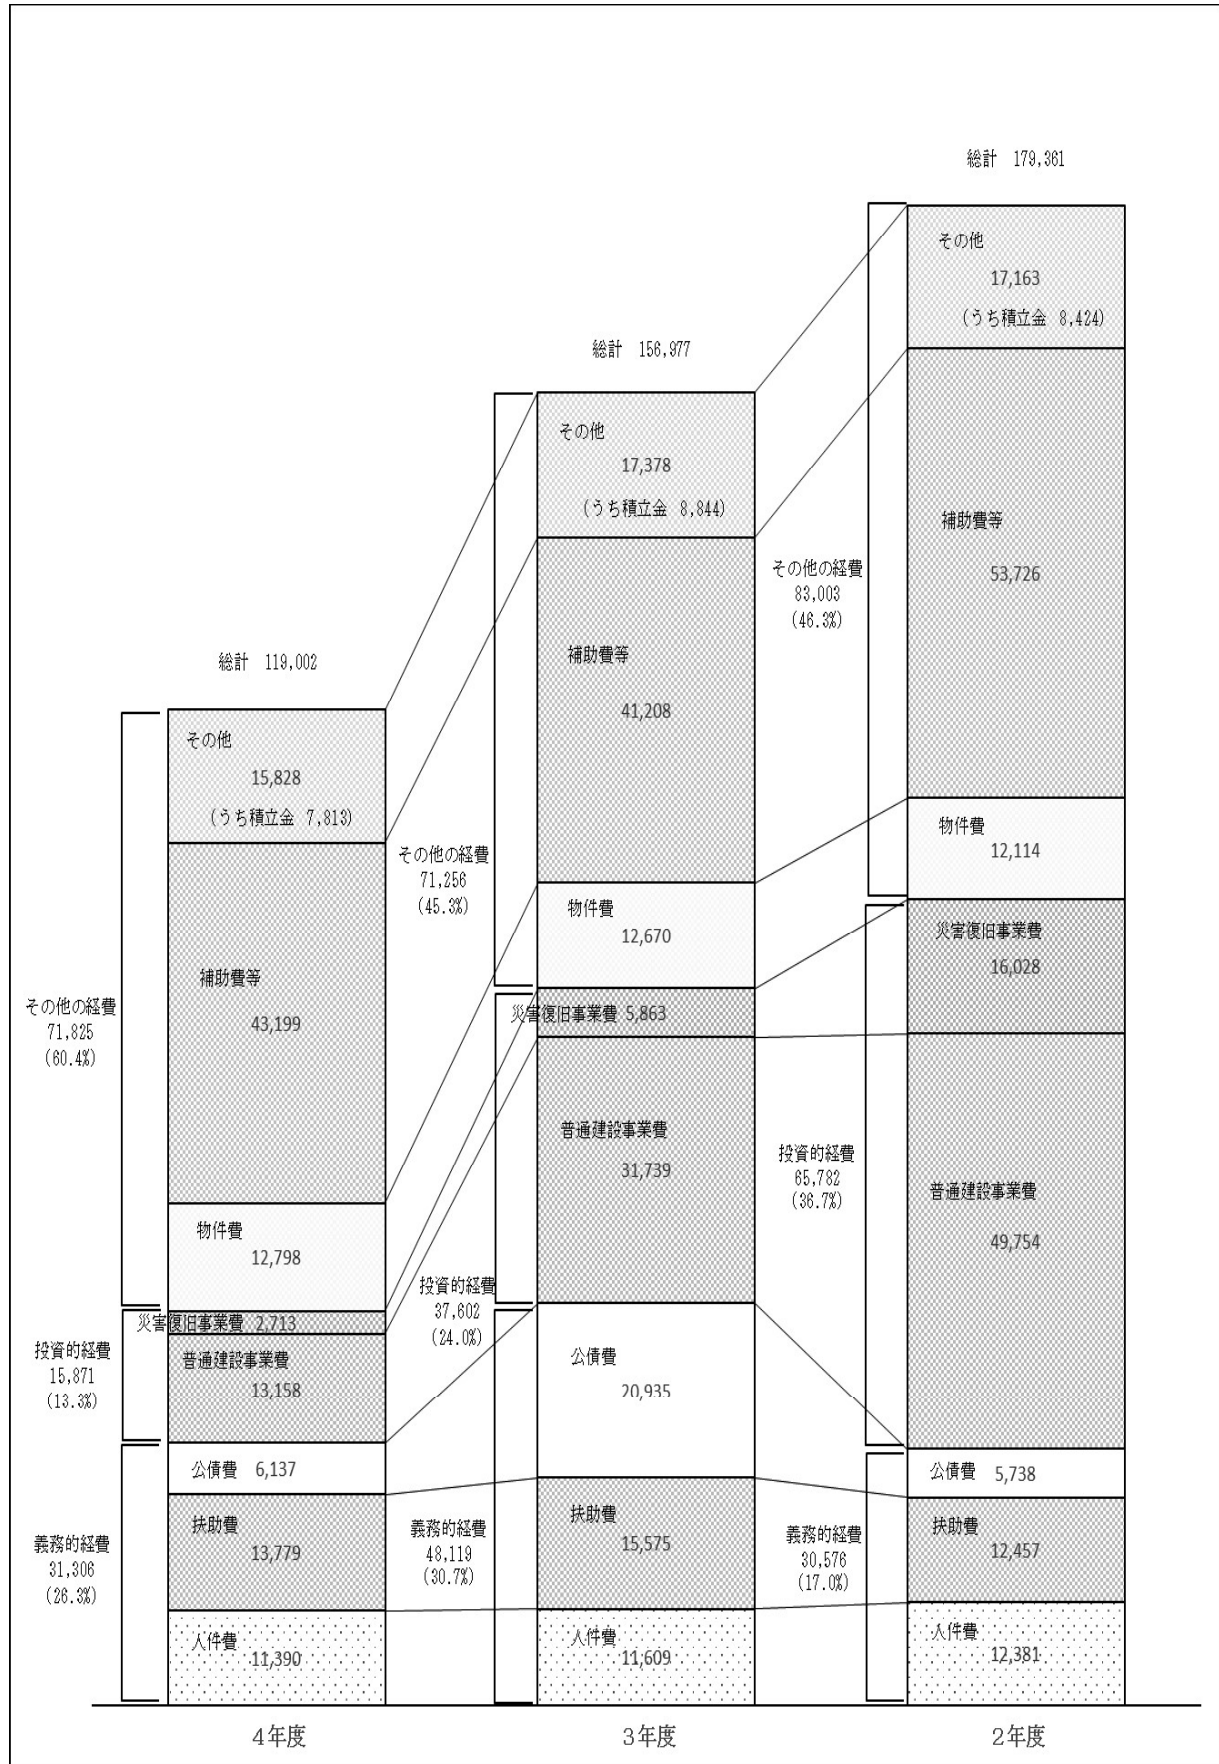 総計 179,361
その他
17,163
(うち積立金 8,424)
補助費等
53,726
その他の経費
83,003
(46.3%)
物件費
12,114
災害復旧事業費
16,028
投資的経費
65,782
(36.7%)
普通建設事業費
49,754
公債費 5,738
扶助費
12,457
義務的経費
30,576
(17.0%)
人件費
12,381
2年度
総計 156,977
その他
17,378
(うち積立金 8,844)
補助費等
41,208
その他の経費
71,256
(45.3%)
物件費
12,670
災害復旧事業費 5,863
普通建設事業費
31,739
投資的経費
37,602
(24.0%)
公債費
20,935
扶助費
15,575
義務的経費
48,119
(30.7%)
人件費
11,609
3年度
総計 119,002
その他
15,828
(うち積立金 7,813)
補助費等
43,199
その他の経費
71,825
(60.4%)
物件費
12,798
災害復旧事業費 2,713
投資的経費
15,871
(13.3%)
普通建設事業費
13,158
公債費 6,137
扶助費
13,779
義務的経費
31,306
(26.3%)
人件費
11,390
4年度